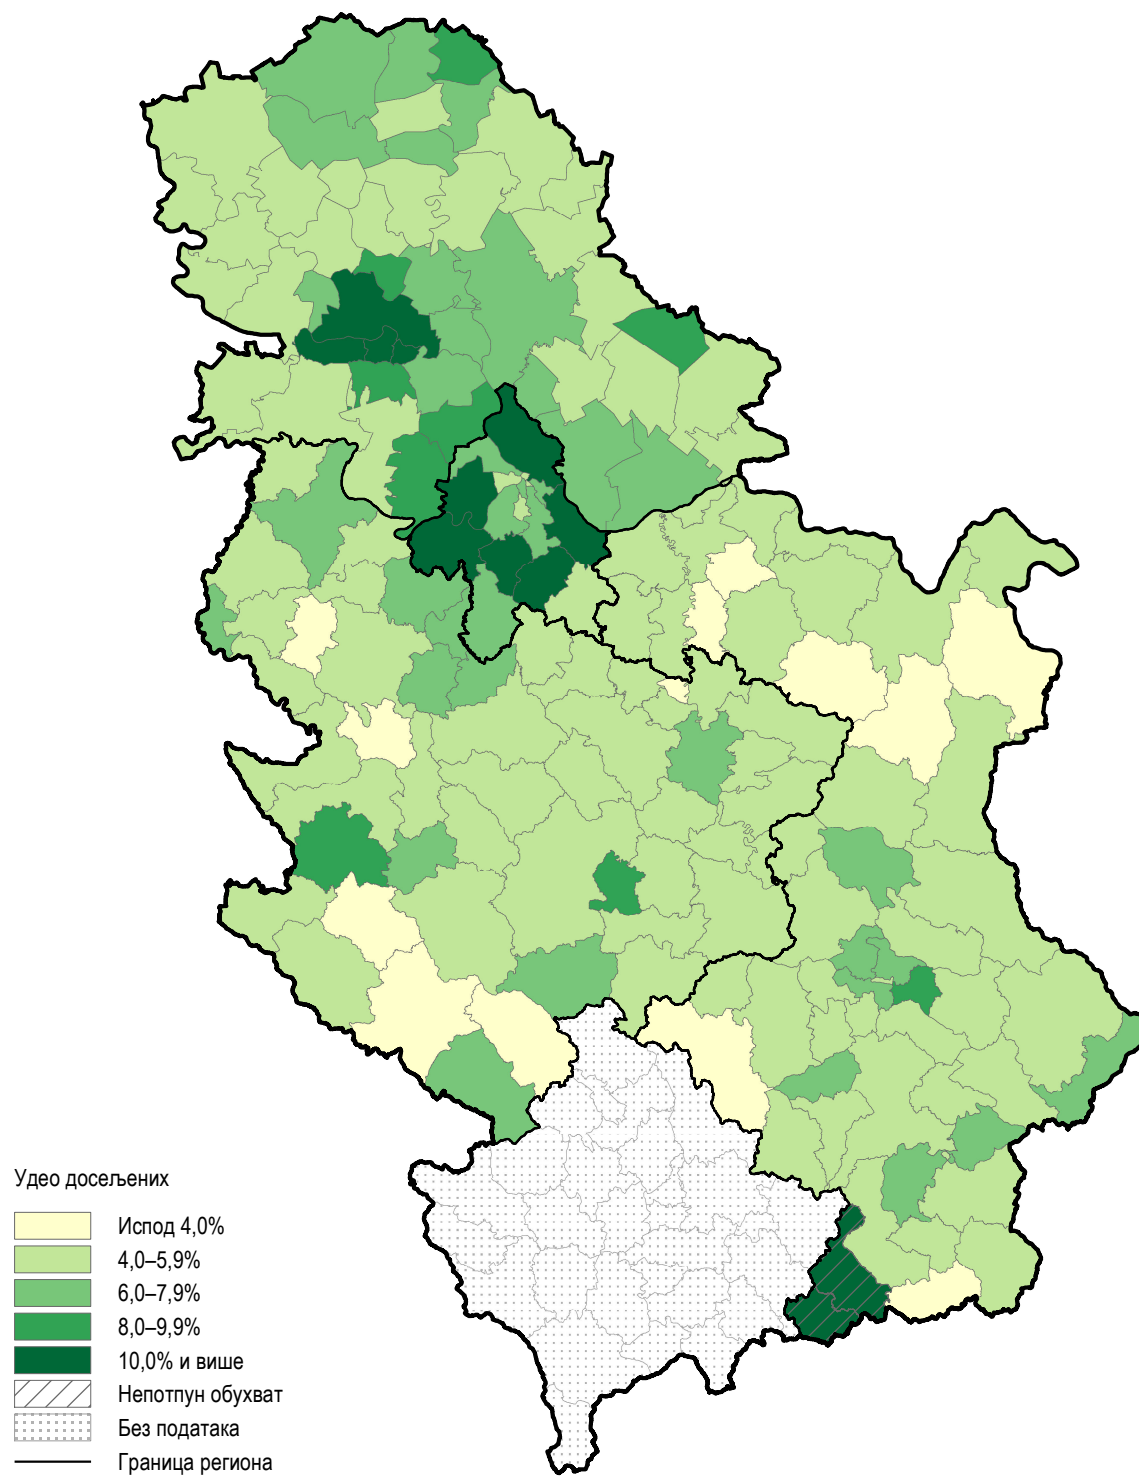 Удео досељених
Испод 4,0%
4,0–5,9%
6,0–7,9%
8,0–9,9%
10,0% и више
Непотпун обухват
Без података
Граница региона